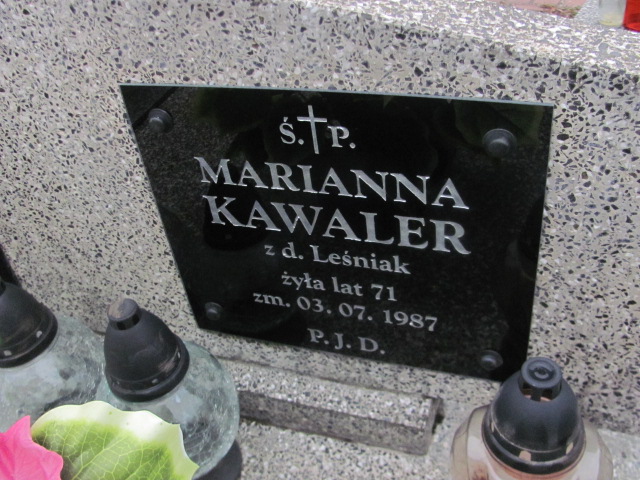 Ś.†P.
MARIANNA
KAWALER
z d. Leśniak
żyła lat 71
zm. 03. 07. 1987
P. J. D.